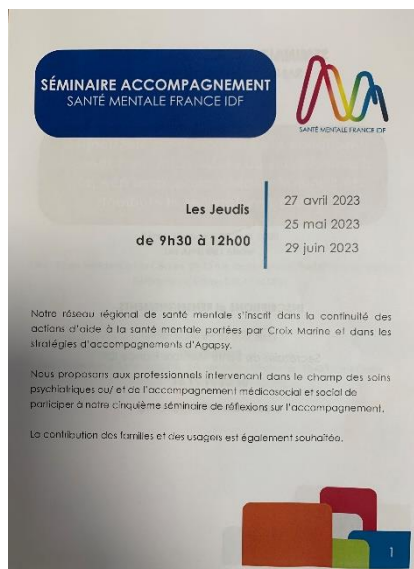 SÉMINAIRE ACCOMPAGNEMENT
SANTÉ MENTALE FRANCE IDF
SANTÉ MENTALE FRANCE IDF
Les Jeudis
de 9h30 à 12h00
27 avril 2023
25 mai 2023
29 juin 2023
Notre réseau régional de santé mentale s'inscrit dans la continuité des
actions d'aide à la santé mentale portées par Croix Marine et dans les
stratégies d'accompagnements d'Agapsy.
Nous proposons aux professionnels intervenant dans le champ des soins
psychiatriques ou/ et de l'accompagnement médicosocial et social de
participer à notre cinquième séminaire de réflexions sur l'accompagnement.
La contribution des familles et des usagers est également souhaitée.
1